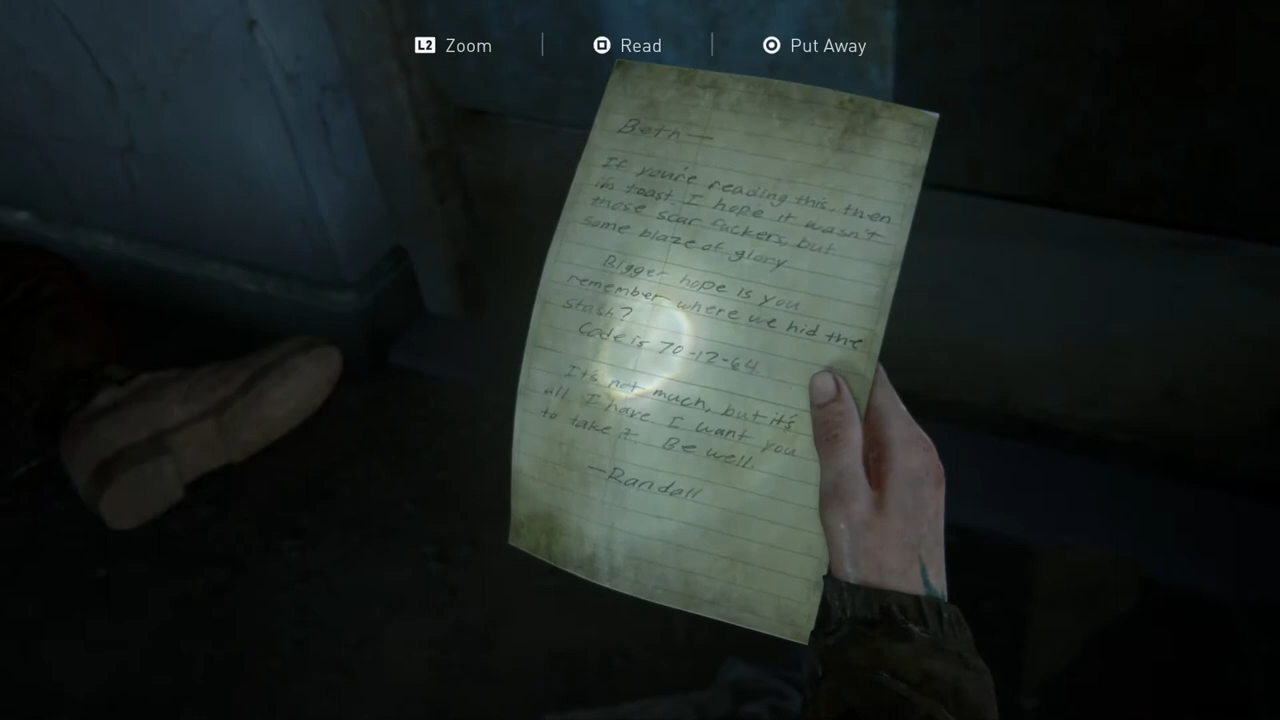 L2 Zoom | Read | Put Away
Beth—
If you're reading this, then
i'm toast. I hope it wasn't
those scar fuckers, but
some blaze of glory.
Bigger hope is you
remember where we hid the
stash?
Code is 70-12-64
It's not much, but it's
all I have I want you
to take it. Be well.
—Randall